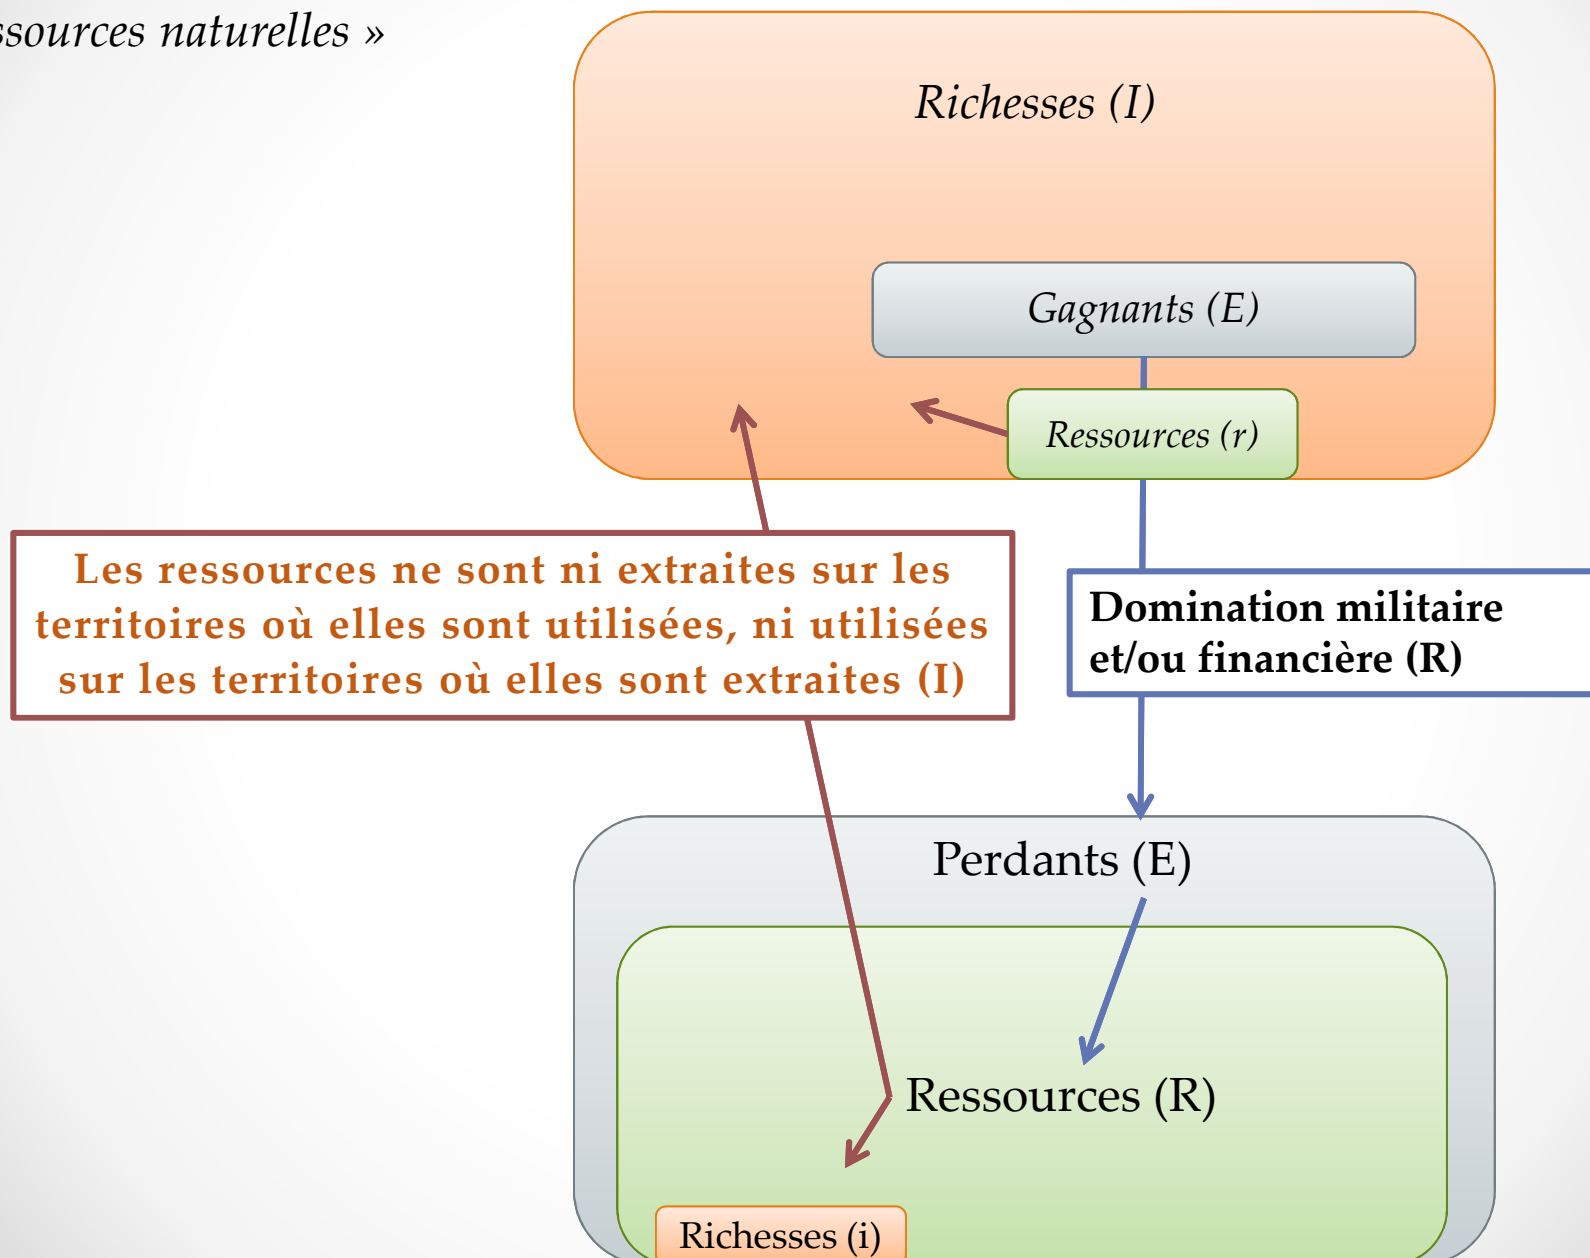 ssources naturelles »
Richesses (I)
Gagnants (E)
Ressources (r)
Les ressources ne sont ni extraites sur les
territoires où elles sont utilisées, ni utilisées
sur les territoires où elles sont extraites (I)
Domination militaire
et/ou financière (R)
Perdants (E)
Ressources (R)
Richesses (i)